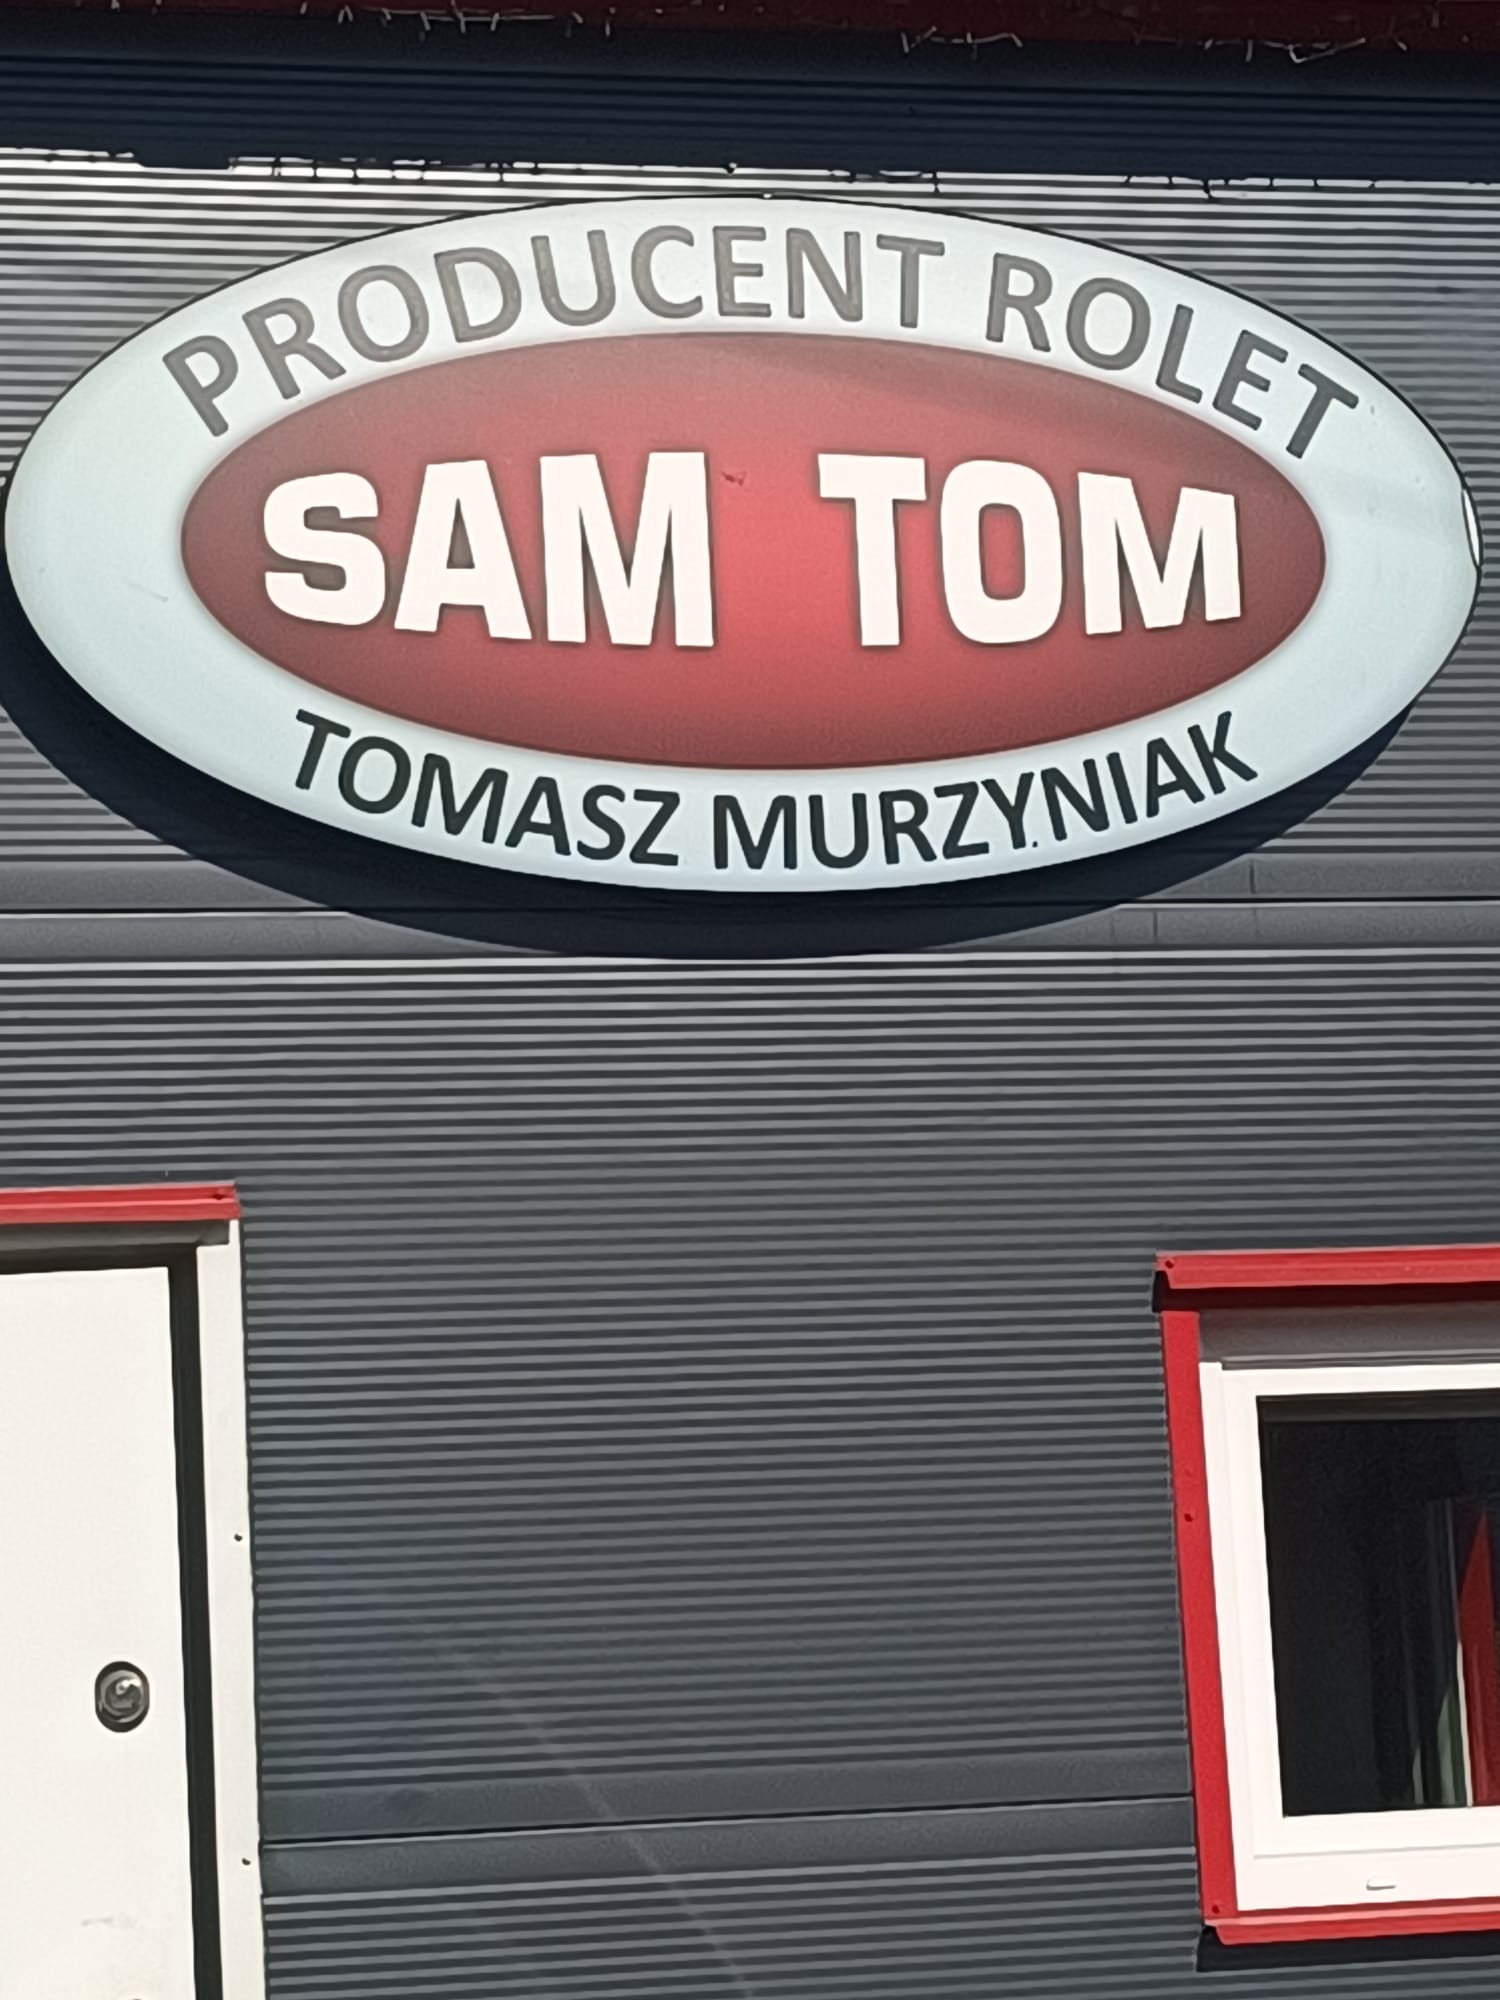 PRODUCENT ROLET
SAM TOM
TOMASZ MURZYNIAK